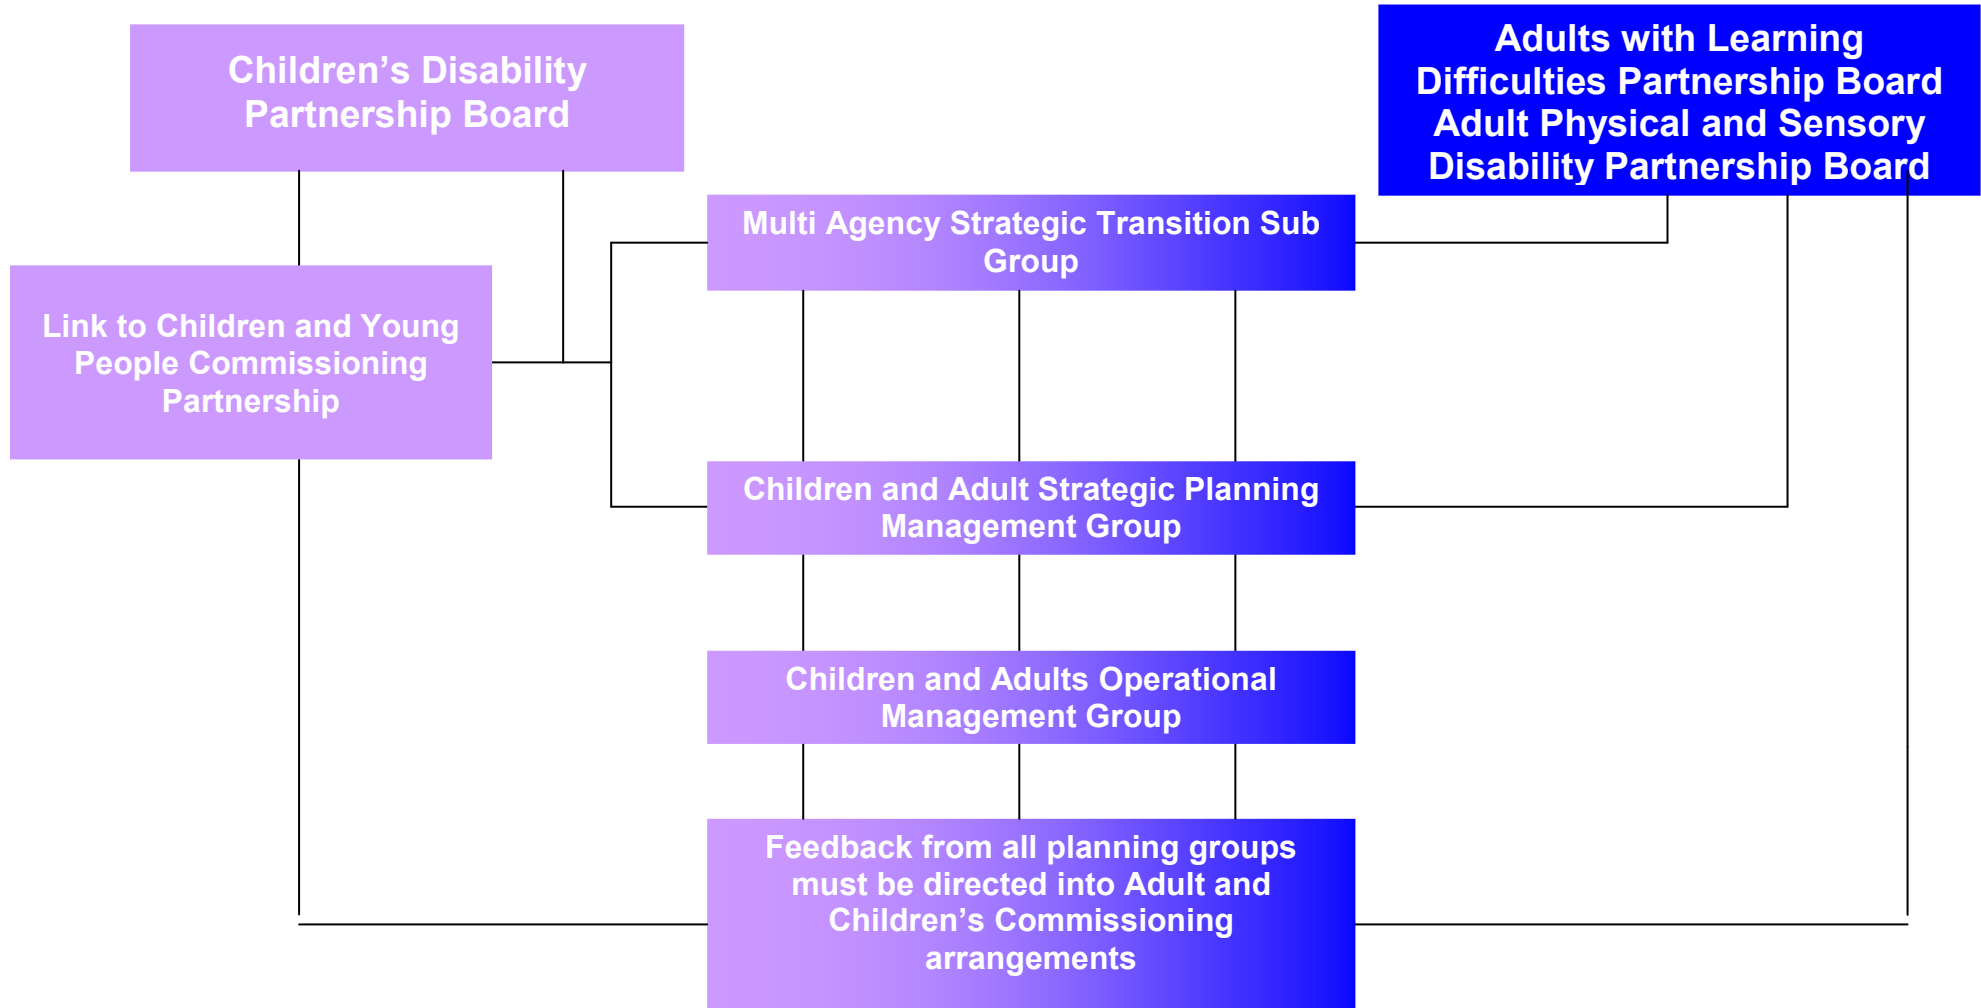 Children’s Disability
Partnership Board
Adults with Learning
Difficulties Partnership Board
Adult Physical and Sensory
Disability Partnership Board
Multi Agency Strategic Transition Sub
Group
Link to Children and Young
People Commissioning
Partnership
Children and Adult Strategic Planning
Management Group
Children and Adults Operational
Management Group
Feedback from all planning groups
must be directed into Adult and
Children’s Commissioning
arrangements